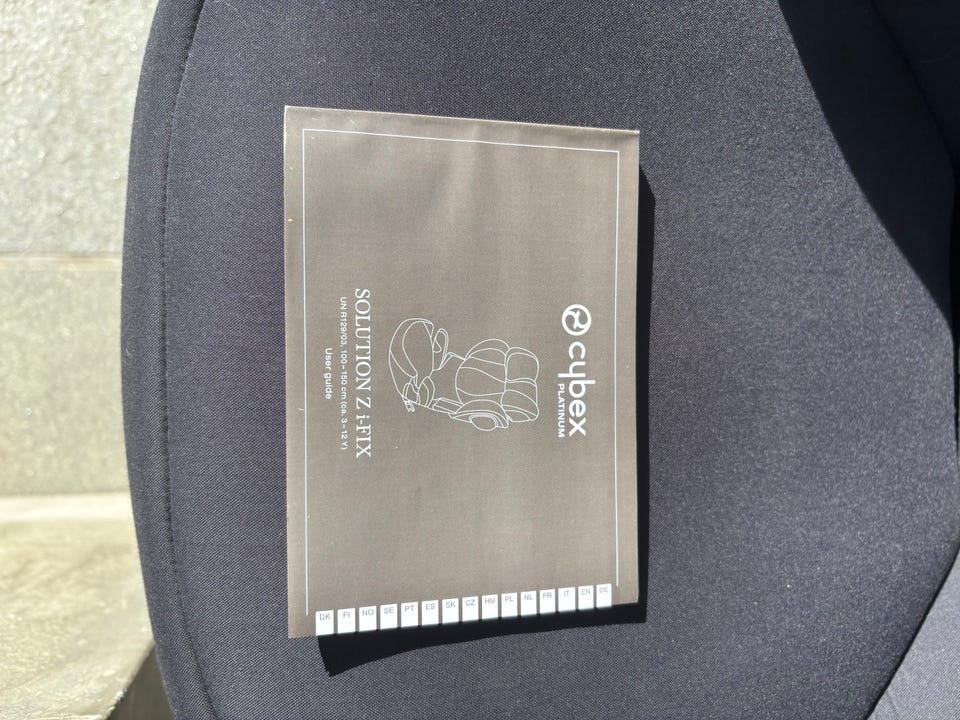 cybex
PLATINUM
SOLUTION Z i-FIX
UN R129/03, 100–150 cm (ca. 3–12 Y)
User guide
DE
EN
IT
FR
NL
PL
HU
CZ
SK
ES
PT
SE
NO
FI
DK